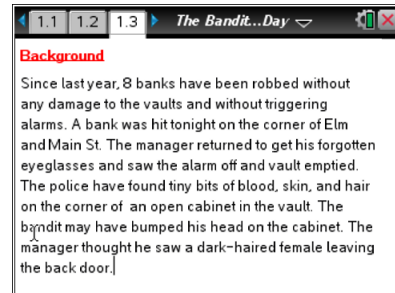 1.1 1.2 1.3 The Bandit...Day
Background
Since last year, 8 banks have been robbed without
any damage to the vaults and without triggering
alarms. A bank was hit tonight on the corner of Elm
and Main St. The manager returned to get his forgotten
eyeglasses and saw the alarm off and vault emptied.
The police have found tiny bits of blood, skin, and hair
on the corner of an open cabinet in the vault. The
bandit may have bumped his head on the cabinet. The
manager thought he saw a dark-haired female leaving
the back door.